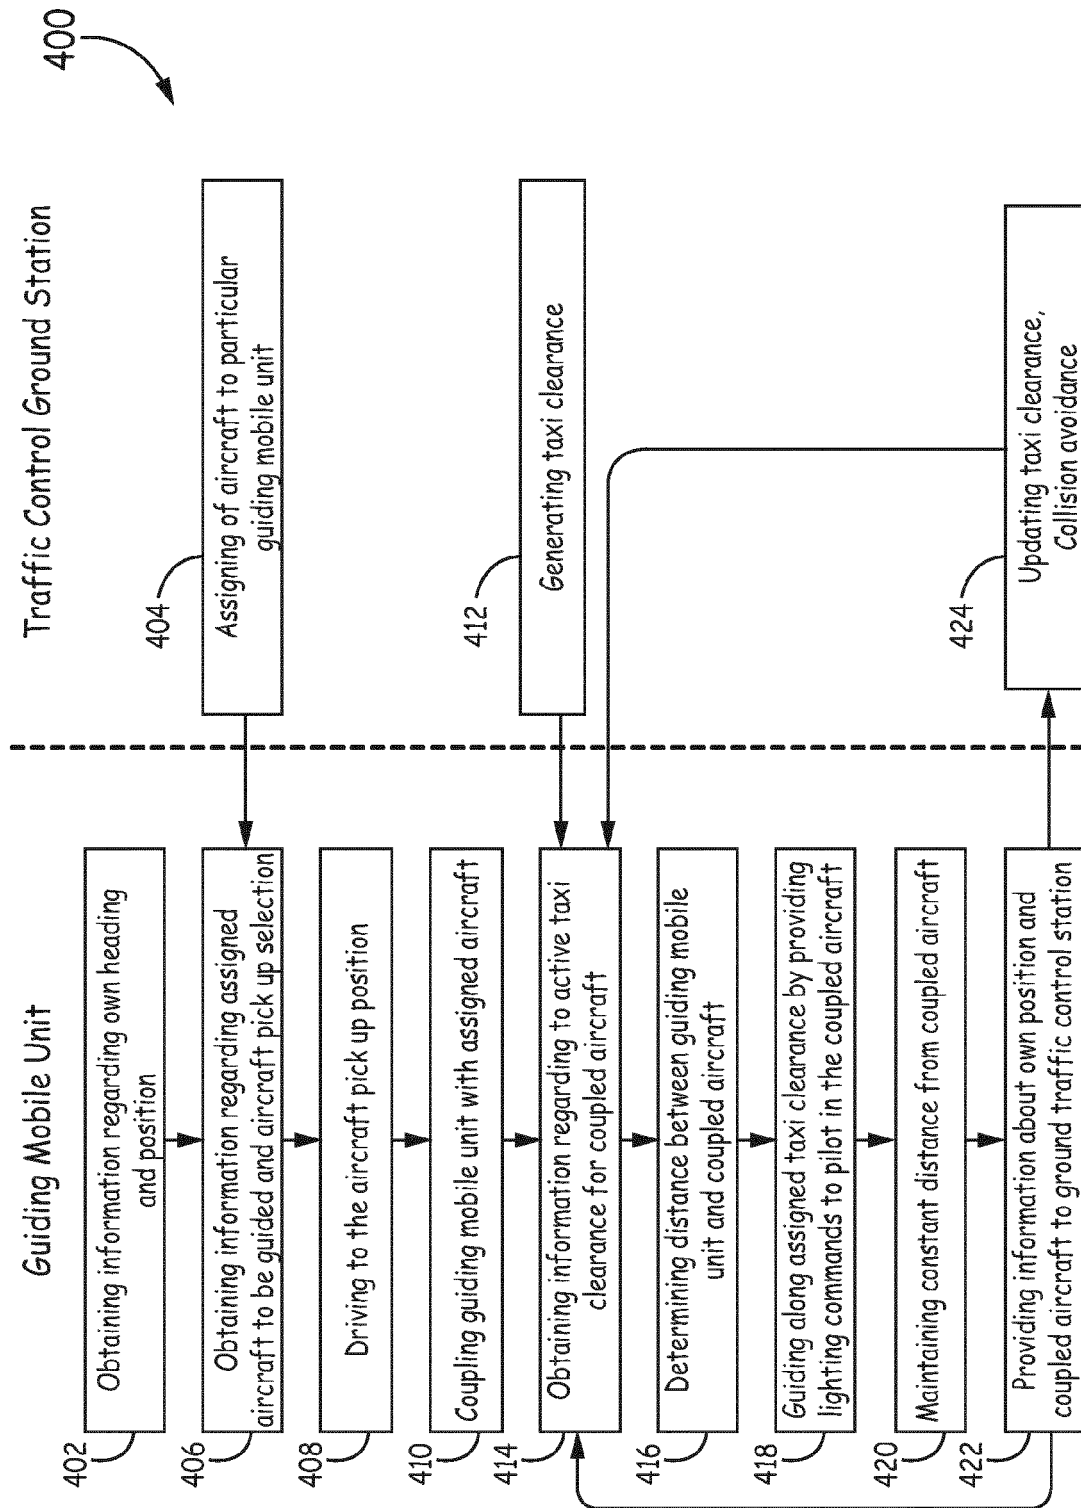 400
Guiding Mobile Unit
Traffic Control Ground Station
402
Obtaining information regarding own heading
and position
404
Assigning of aircraft to particular
guiding mobile unit
406
Obtaining information regarding assigned
aircraft to be guided and aircraft pick up selection
408
Driving to the aircraft pick up position
410
Coupling guiding mobile unit with assigned aircraft
412
Generating taxi clearance
414
Obtaining information regarding to active taxi
clearance for coupled aircraft
416
Determining distance between guiding mobile
unit and coupled aircraft
418
Guiding along assigned taxi clearance by providing
lighting commands to pilot in the coupled aircraft
420
Maintaining constant distance from coupled aircraft
422
Providing information about own position and
coupled aircraft to ground traffic control station
424
Updating taxi clearance,
Collision avoidance